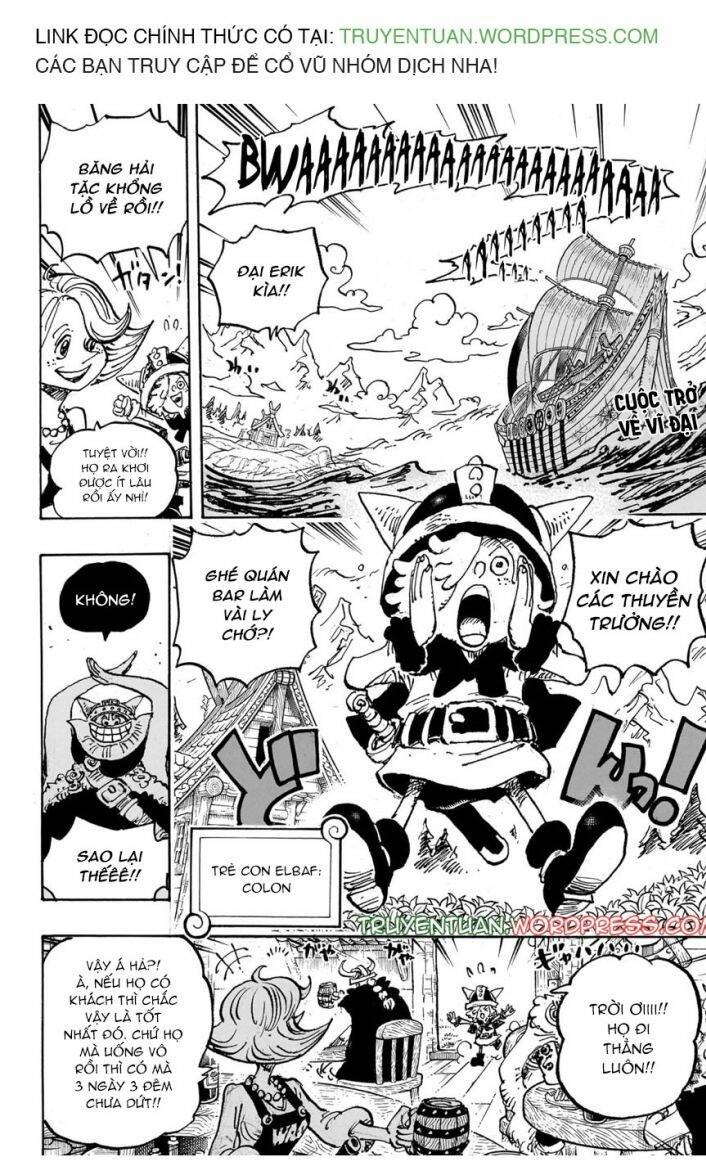 LINK ĐỌC CHÍNH THỨC CÓ TẠI: TRUYENTUAN.WORDPRESS.COM
CÁC BẠN TRUY CẬP ĐỂ CỔ VŨ NHÓM DỊCH NHA!
BĂNG HẢI
TẶC KHỔNG
LỒ VỀ RỒI!!
ĐẠI ERIK
KÌA!!
CUỘC TRỞ
VỀ VĨ ĐẠI
TUYỆT VỜI!!
HỌ RA KHƠI
ĐƯỢC ÍT LÂU
RỒI ẤY NHỈ!
GHÉ QUÁN
BAR LÀM
VÀI LY
CHỚ?!
XIN CHÀO
CÁC THUYỀN
TRƯỞNG!!
KHÔNG!
SAO LẠI
THẾÊÊ!!
TRẺ CON ELBAF:
COLON
TRUYENTUAN.WORDPRESS.COM
VẬY Á HẢ?!
À, NẾU HỌ CÓ
KHÁCH THÌ CHẮC
VẬY LÀ TỐT
NHẤT ĐÓ. CHỨ HỌ
MÀ UỐNG VÔ
RỒI THÌ CÓ MÀ
3 NGÀY 3 ĐÊM
CHƯA DỨT!!
TRỜI ƠIIII!!
HỌ ĐI
THẲNG
LUÔN!!